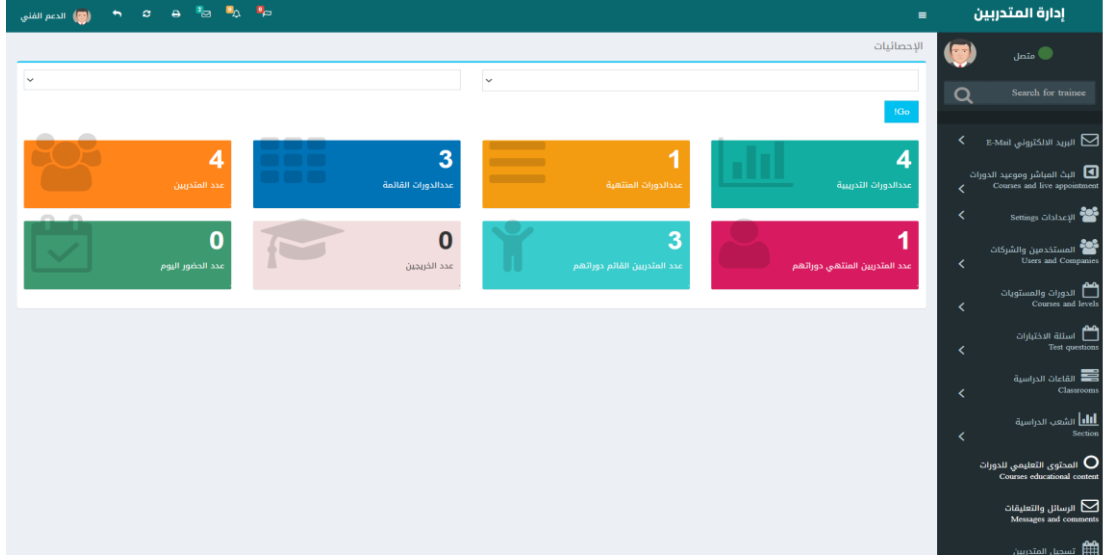 إدارة المتدربين
الدعم الفني
متصل
Search for trainee
البريد الالكتروني E-Mail
البث المباشر وموعيد الدورات
Courses and live appointment
الإعدادات Settings
المستخدمين والشركات
Users and Companies
الدورات والمستويات
Courses and levels
اسئلة الاختبارات
Test questions
القاعات الدراسية
Classrooms
الشعب الدراسية
Section
المحتوى التعليمي للدورات
Courses educational content
الرسائل والتعليقات
Messages and comments
تسجيل المتدربين
الإحصائيات
Go!
4
عددالدورات التدريبية
1
عددالدورات المنتهية
3
عددالدورات القائمة
4
عدد المتدربين
1
عدد المتدربين المنتهي دوراتهم
3
عدد المتدربين القائم دوراتهم
0
عدد الخريجين
0
عدد الحضور اليوم